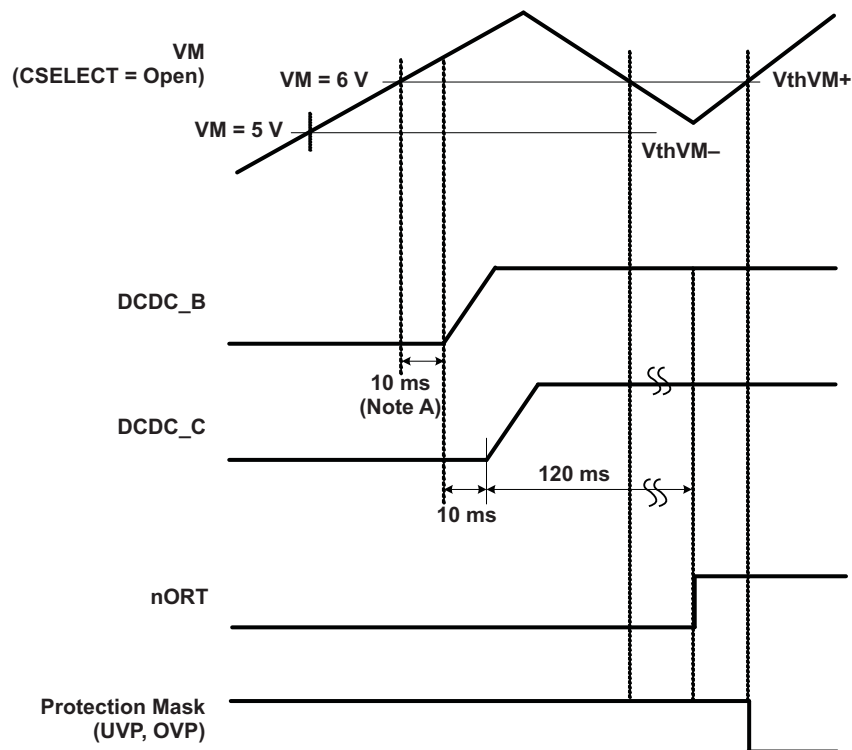 VM
(CSELECT = Open)
VM = 6 V
VthVM+
VM = 5 V
VthVM–
DCDC_B
10 ms
(Note A)
DCDC_C
120 ms
10 ms
nORT
Protection Mask
(UVP, OVP)